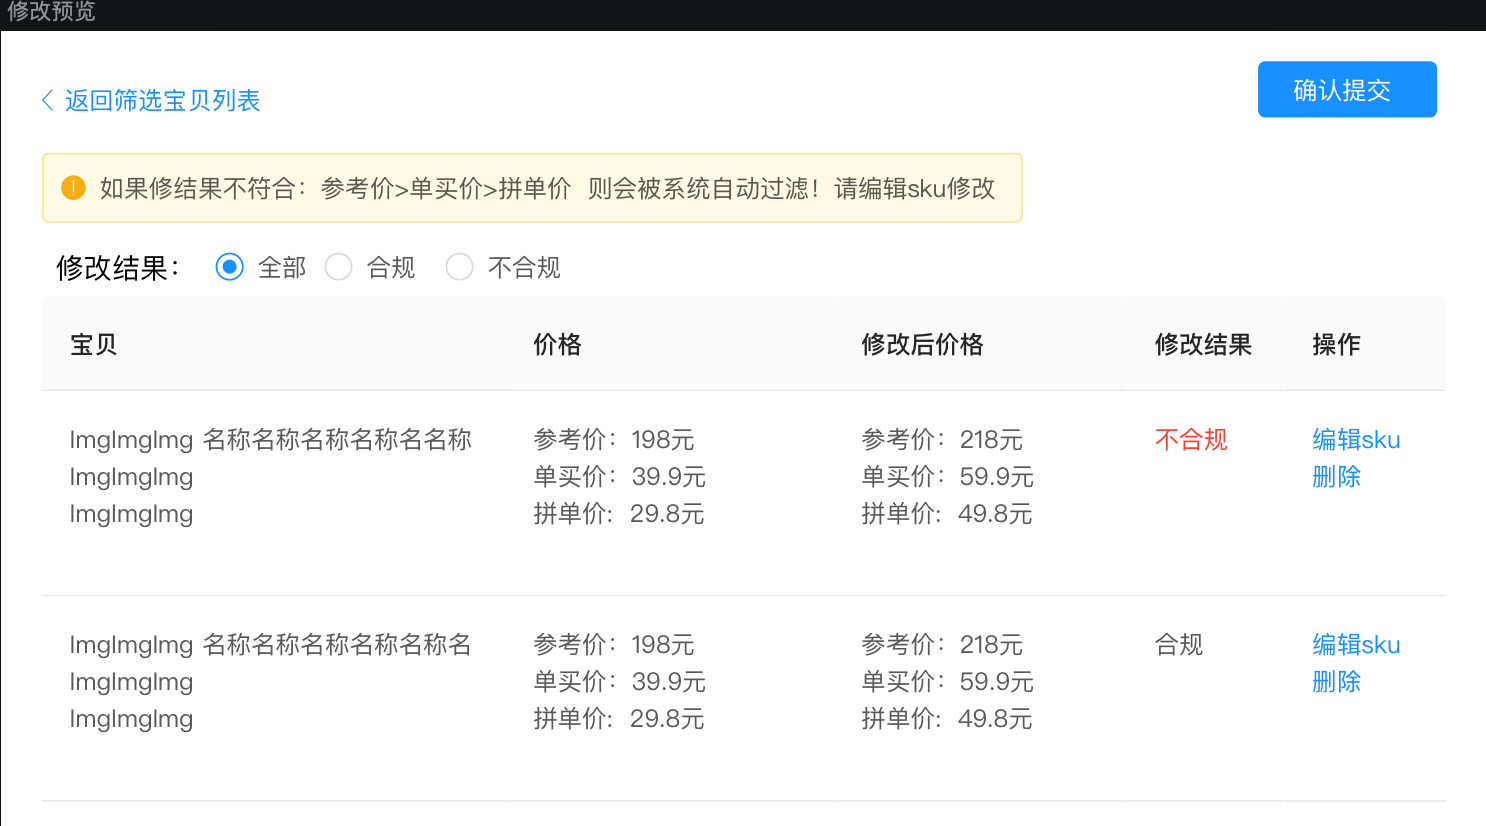 修改预览
返回筛选宝贝列表
确认提交
如果修结果不符合：参考价>单买价>拼单价 则会被系统自动过滤！请编辑sku修改
修改结果： 全部 合规 不合规
宝贝 价格 修改后价格 修改结果 操作
ImgImgImg 名称名称名称名称名名称 参考价：198元 参考价：218元 不合规 编辑sku
ImgImgImg 单买价：39.9元 单买价：59.9元 删除
ImgImgImg 拼单价：29.8元 拼单价：49.8元
ImgImgImg 名称名称名称名称名称名 参考价：198元 参考价：218元 合规 编辑sku
ImgImgImg 单买价：39.9元 单买价：59.9元 删除
ImgImgImg 拼单价：29.8元 拼单价：49.8元